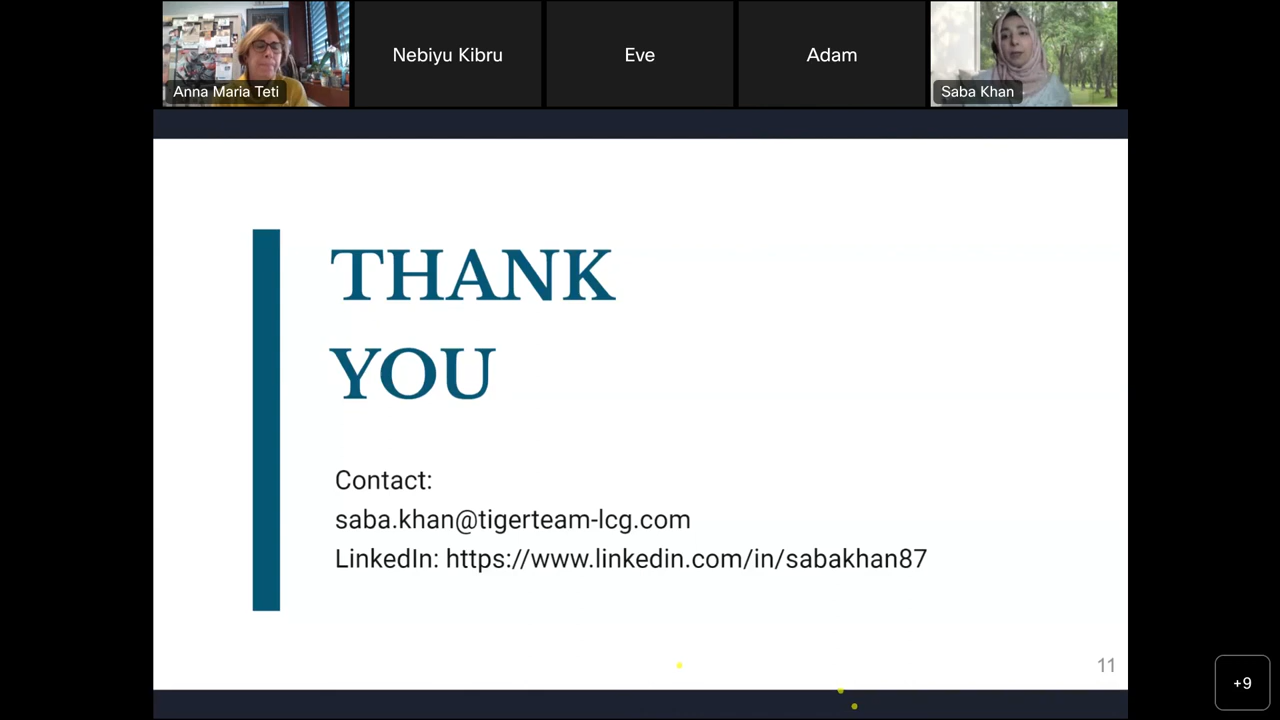 Anna Maria Teti
Nebiyu Kibru
Eve
Adam
Saba Khan
THANK
YOU
Contact:
saba.khan@tigerteam-lcg.com
LinkedIn: https://www.linkedin.com/in/sabakhan87
11
+9